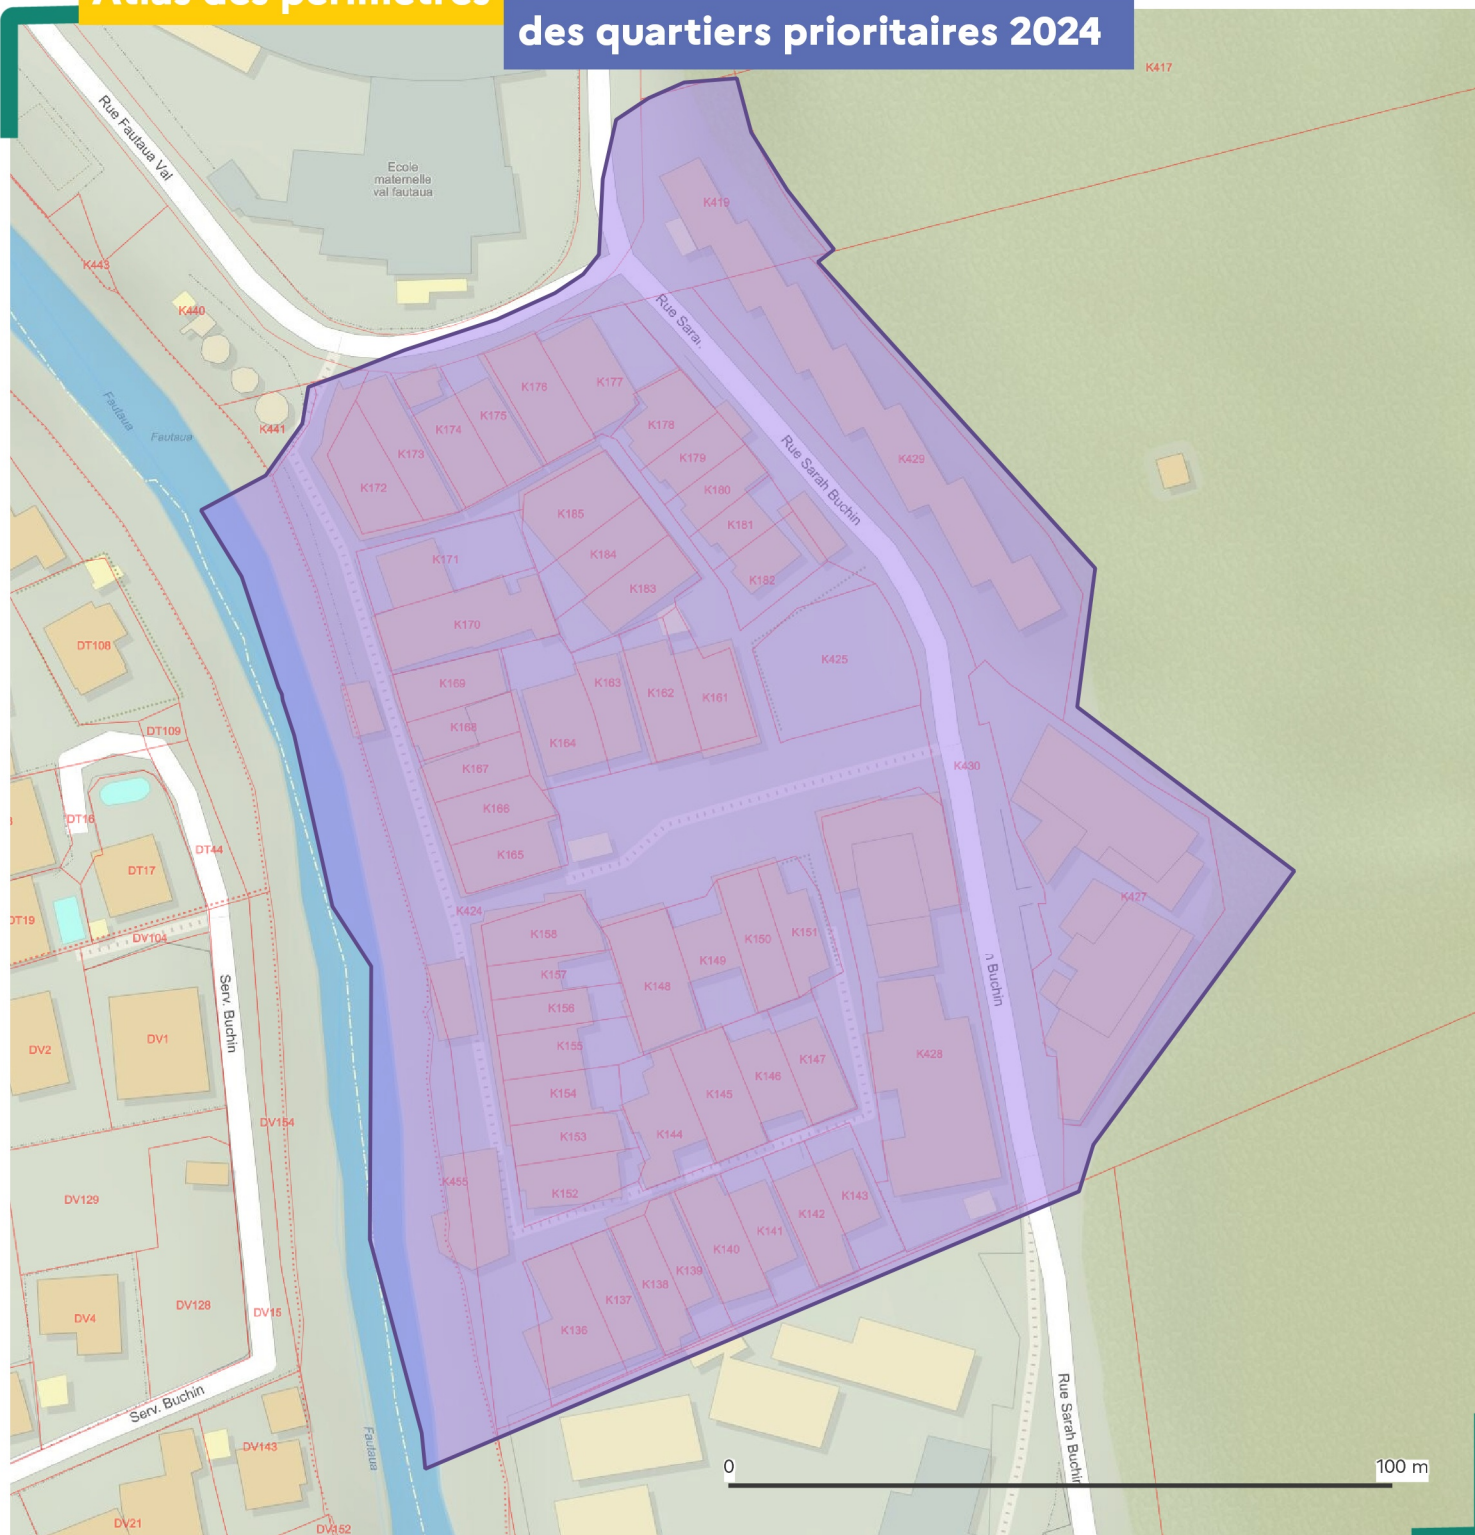 Atlas des périmètres
des quartiers prioritaires 2024
K417
Rue Fautaua Val
Ecole
maternelle
val fautaua
K419
K443
K440
Rue Sarah
K441
Fautaua
Fautaua
K178
K177
K175
K174
K173
K172
K178
K179
K180
K181
K182
Rue Sarah Buchin
K429
K185
K184
K183
K171
K170
K425
DT108
K169
K168
K167
K166
K165
K164
K163
K162
K161
DT109
K430
DT16
DT44
DT17
K427
DT19
DV104
K424
K158
K157
K156
K155
K154
K153
K152
K148
K149
K150
K151
Serv. Buchin
Buchin
DV2
DV1
K428
K147
K146
K145
K144
DV154
K455
DV129
K143
K142
K141
K140
K139
K138
K137
K136
DV4
DV128
DV15
Serv. Buchin
Fautaua
Rue Sarah Buchin
DV143
DV21
DV152
0
100 m